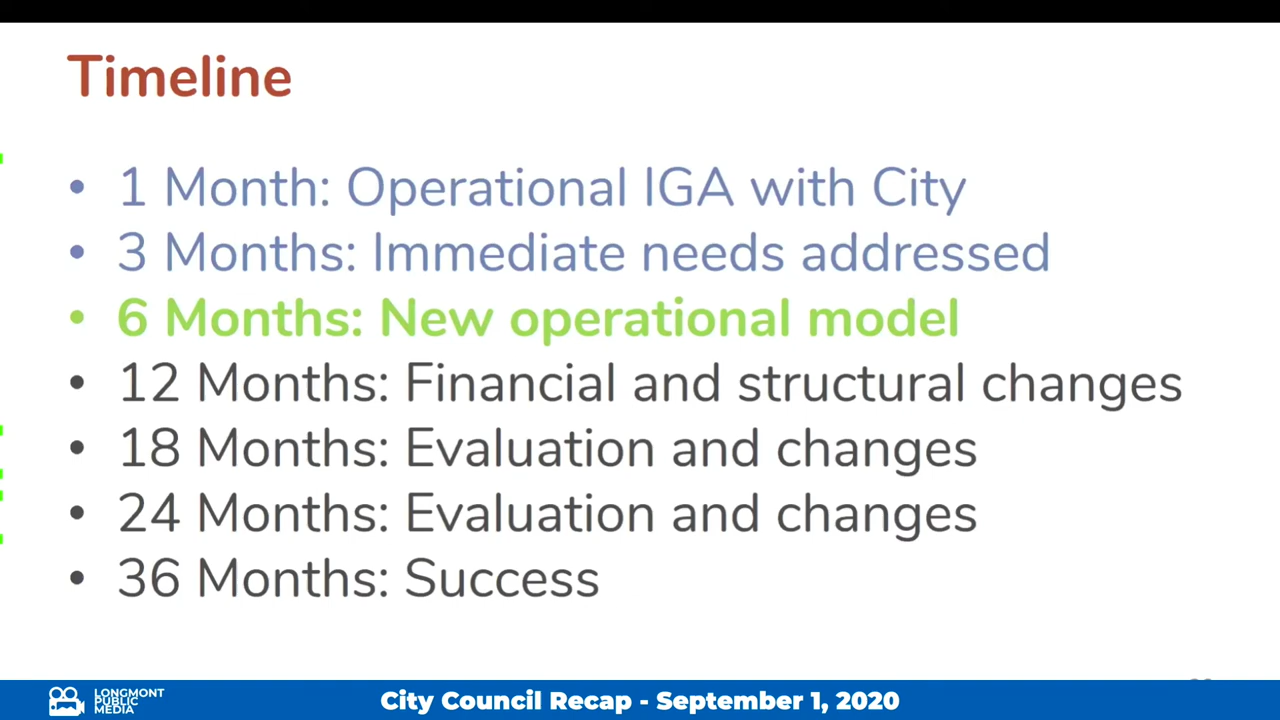 Timeline
• 1 Month: Operational IGA with City
• 3 Months: Immediate needs addressed
• 6 Months: New operational model
• 12 Months: Financial and structural changes
• 18 Months: Evaluation and changes
• 24 Months: Evaluation and changes
• 36 Months: Success
LONGMONT
PUBLIC
MEDIA
City Council Recap - September 1, 2020